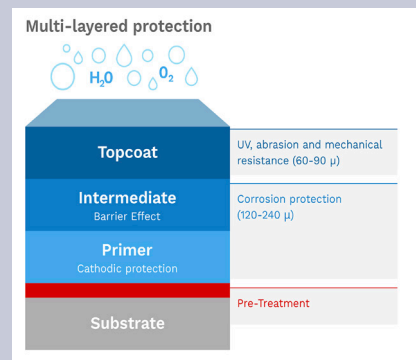 Multi-layered protection
H₂O
O₂
Topcoat
UV, abrasion and mechanical
resistance (60-90 μ)
Intermediate
Barrier Effect
Corrosion protection
(120-240 μ)
Primer
Cathodic protection
Pre-Treatment
Substrate